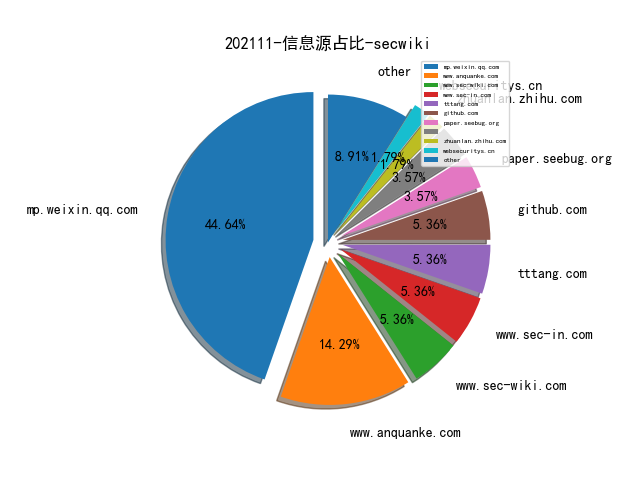 202111-信息源占比-secwiki
other
mp.weixin.qq.com
www.anquanke.com
www.sec-wiki.com
www.sec-in.com
tttang.com
github.com
paper.seebug.org
zhuanlan.zhihu.com
websecuritys.cn
other
8.91%
1.79%
1.79%
3.57%
3.57%
5.36%
5.36%
5.36%
5.36%
14.29%
44.64%
paper.seebug.org
mp.weixin.qq.com
github.com
tttang.com
www.sec-in.com
www.sec-wiki.com
www.anquanke.com